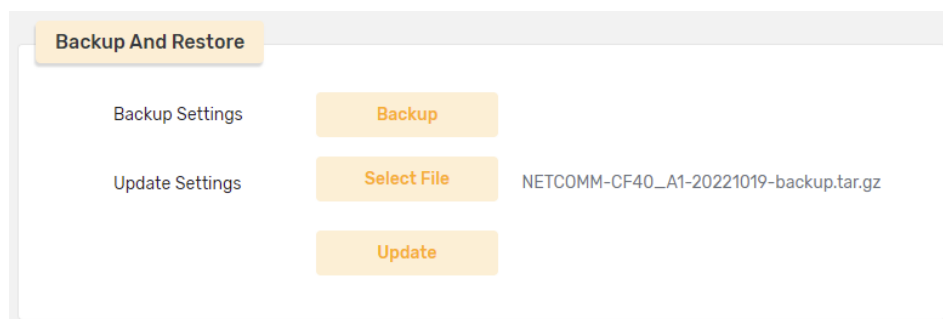 Backup And Restore
Backup Settings Backup
Update Settings Select File NETCOMM-CF40_A1-20221019-backup.tar.gz
Update